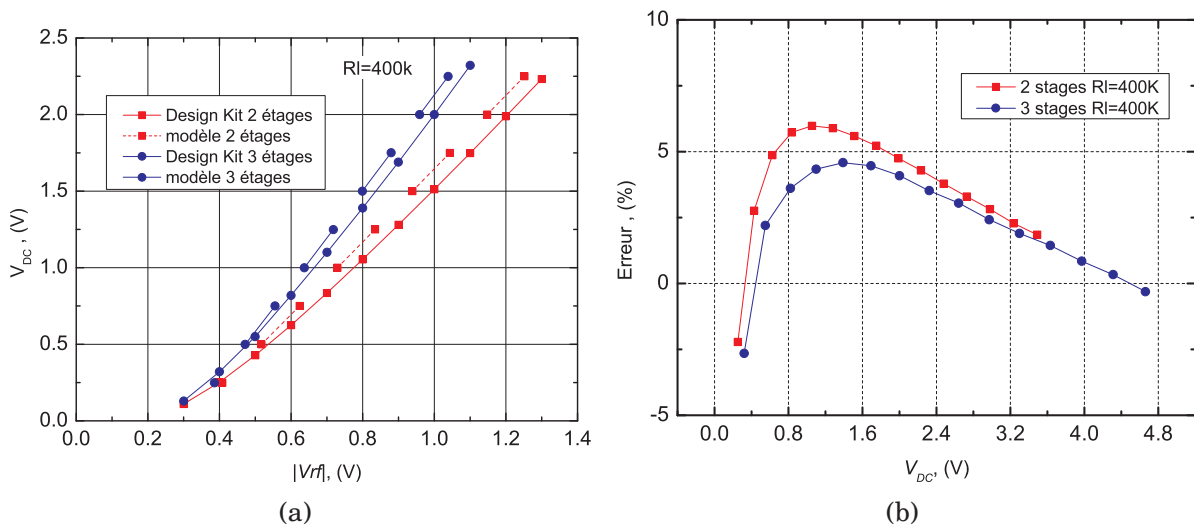 2.5
2.0
1.5
1.0
0.5
0.0
V_DC, (V)
RI=400k
Design Kit 2 étages
modèle 2 étages
Design Kit 3 étages
modèle 3 étages
0.0 0.2 0.4 0.6 0.8 1.0 1.2 1.4
|Vrf|, (V)
(a)
10
5
0
-5
Erreur , (%)
2 stages RI=400K
3 stages RI=400K
0.0 0.8 1.6 2.4 3.2 4.0 4.8
V_DC, (V)
(b)